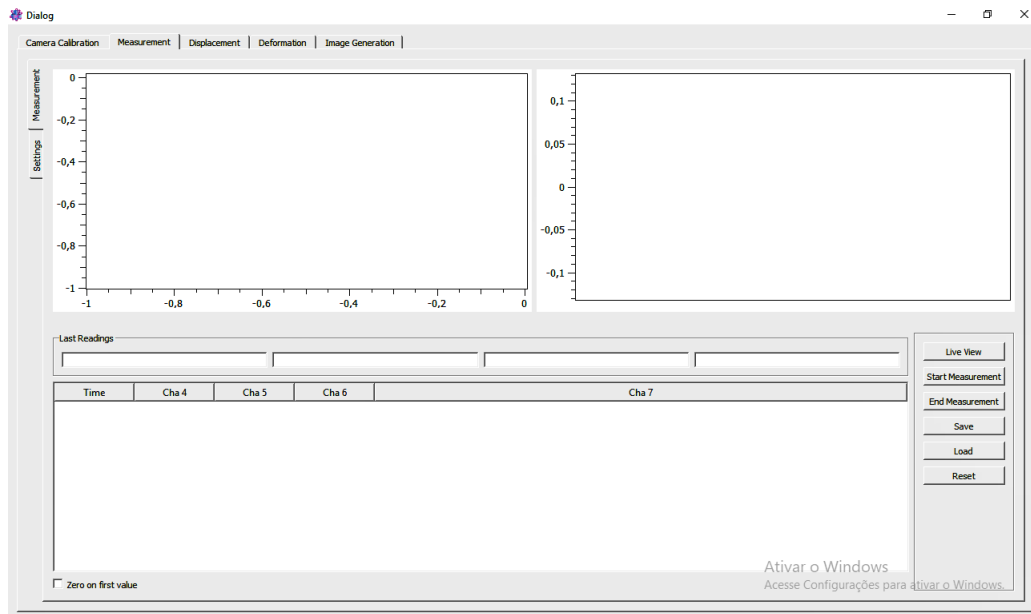 Dialog
Camera Calibration Measurement Displacement Deformation Image Generation
Measurement
Settings
0
-0,2
-0,4
-0,6
-0,8
-1
-1 -0,8 -0,6 -0,4 -0,2 0
0,1
0,05
0
-0,05
-0,1
Last Readings
Time Cha 4 Cha 5 Cha 6 Cha 7
Zero on first value
Live View
Start Measurement
End Measurement
Save
Load
Reset
Ativar o Windows
Acesse Configurações para ativar o Windows.